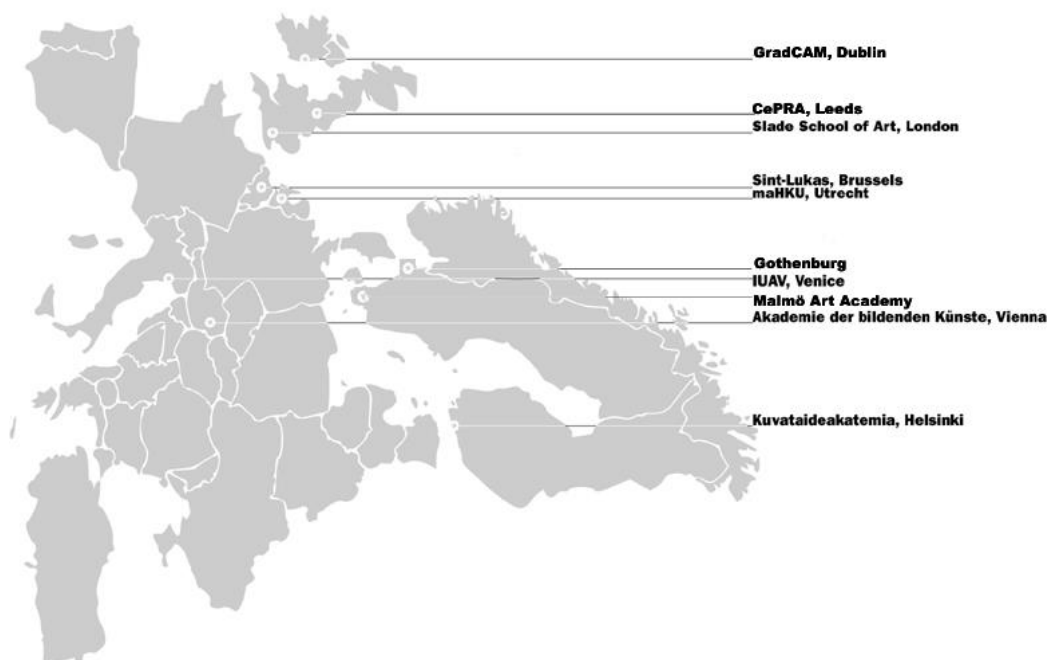 GradCAM, Dublin
CePRA, Leeds
Slade School of Art, London
Sint-Lukas, Brussels
maHKU, Utrecht
Gothenburg
IUAV, Venice
Malmö Art Academy
Akademie der bildenden Künste, Vienna
Kuvataideakatemia, Helsinki